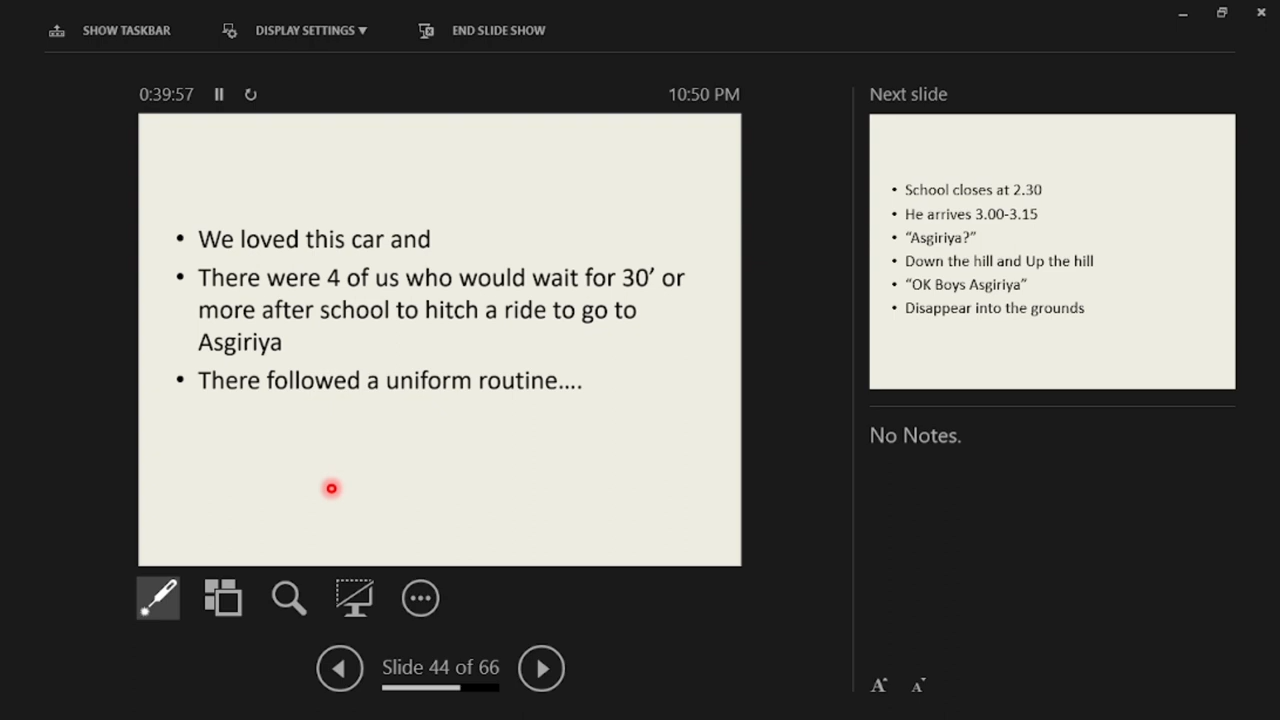 SHOW TASKBAR
DISPLAY SETTINGS ▼
END SLIDE SHOW
0:39:57
10:50 PM
• We loved this car and
• There were 4 of us who would wait for 30’ or
more after school to hitch a ride to go to
Asgiriya
• There followed a uniform routine....
Slide 44 of 66
Next slide
• School closes at 2.30
• He arrives 3.00-3.15
• “Asgiriya?”
• Down the hill and Up the hill
• “OK Boys Asgiriya”
• Disappear into the grounds
No Notes.
A A